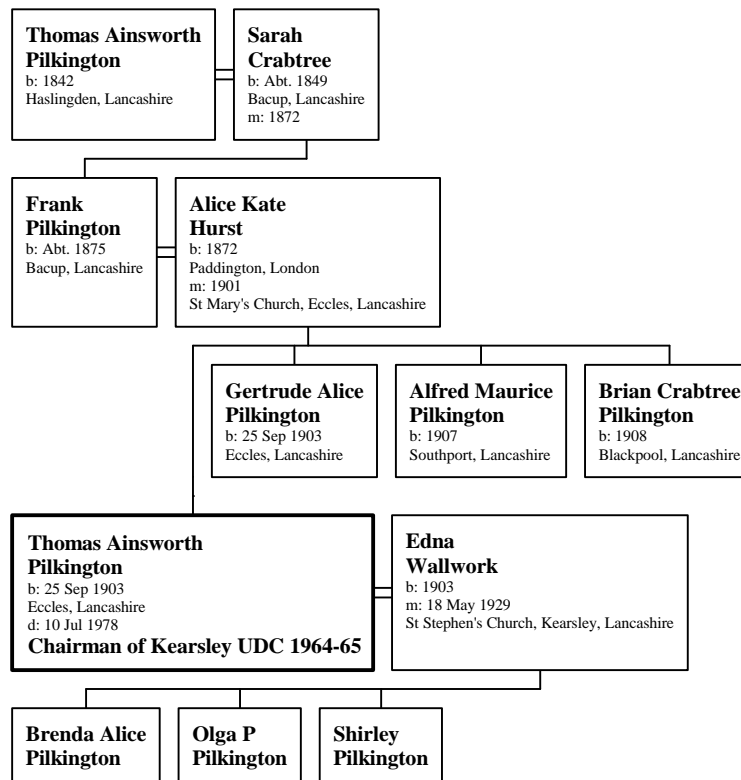 Thomas Ainsworth
Pilkington
b: 1842
Haslingden, Lancashire
Sarah
Crabtree
b: Abt. 1849
Bacup, Lancashire
m: 1872
Frank
Pilkington
b: Abt. 1875
Bacup, Lancashire
Alice Kate
Hurst
b: 1872
Paddington, London
m: 1901
St Mary's Church, Eccles, Lancashire
Gertrude Alice
Pilkington
b: 25 Sep 1903
Eccles, Lancashire
Alfred Maurice
Pilkington
b: 1907
Southport, Lancashire
Brian Crabtree
Pilkington
b: 1908
Blackpool, Lancashire
Thomas Ainsworth
Pilkington
b: 25 Sep 1903
Eccles, Lancashire
d: 10 Jul 1978
Chairman of Kearsley UDC 1964-65
Edna
Wallwork
b: 1903
m: 18 May 1929
St Stephen's Church, Kearsley, Lancashire
Brenda Alice
Pilkington
Olga P
Pilkington
Shirley
Pilkington